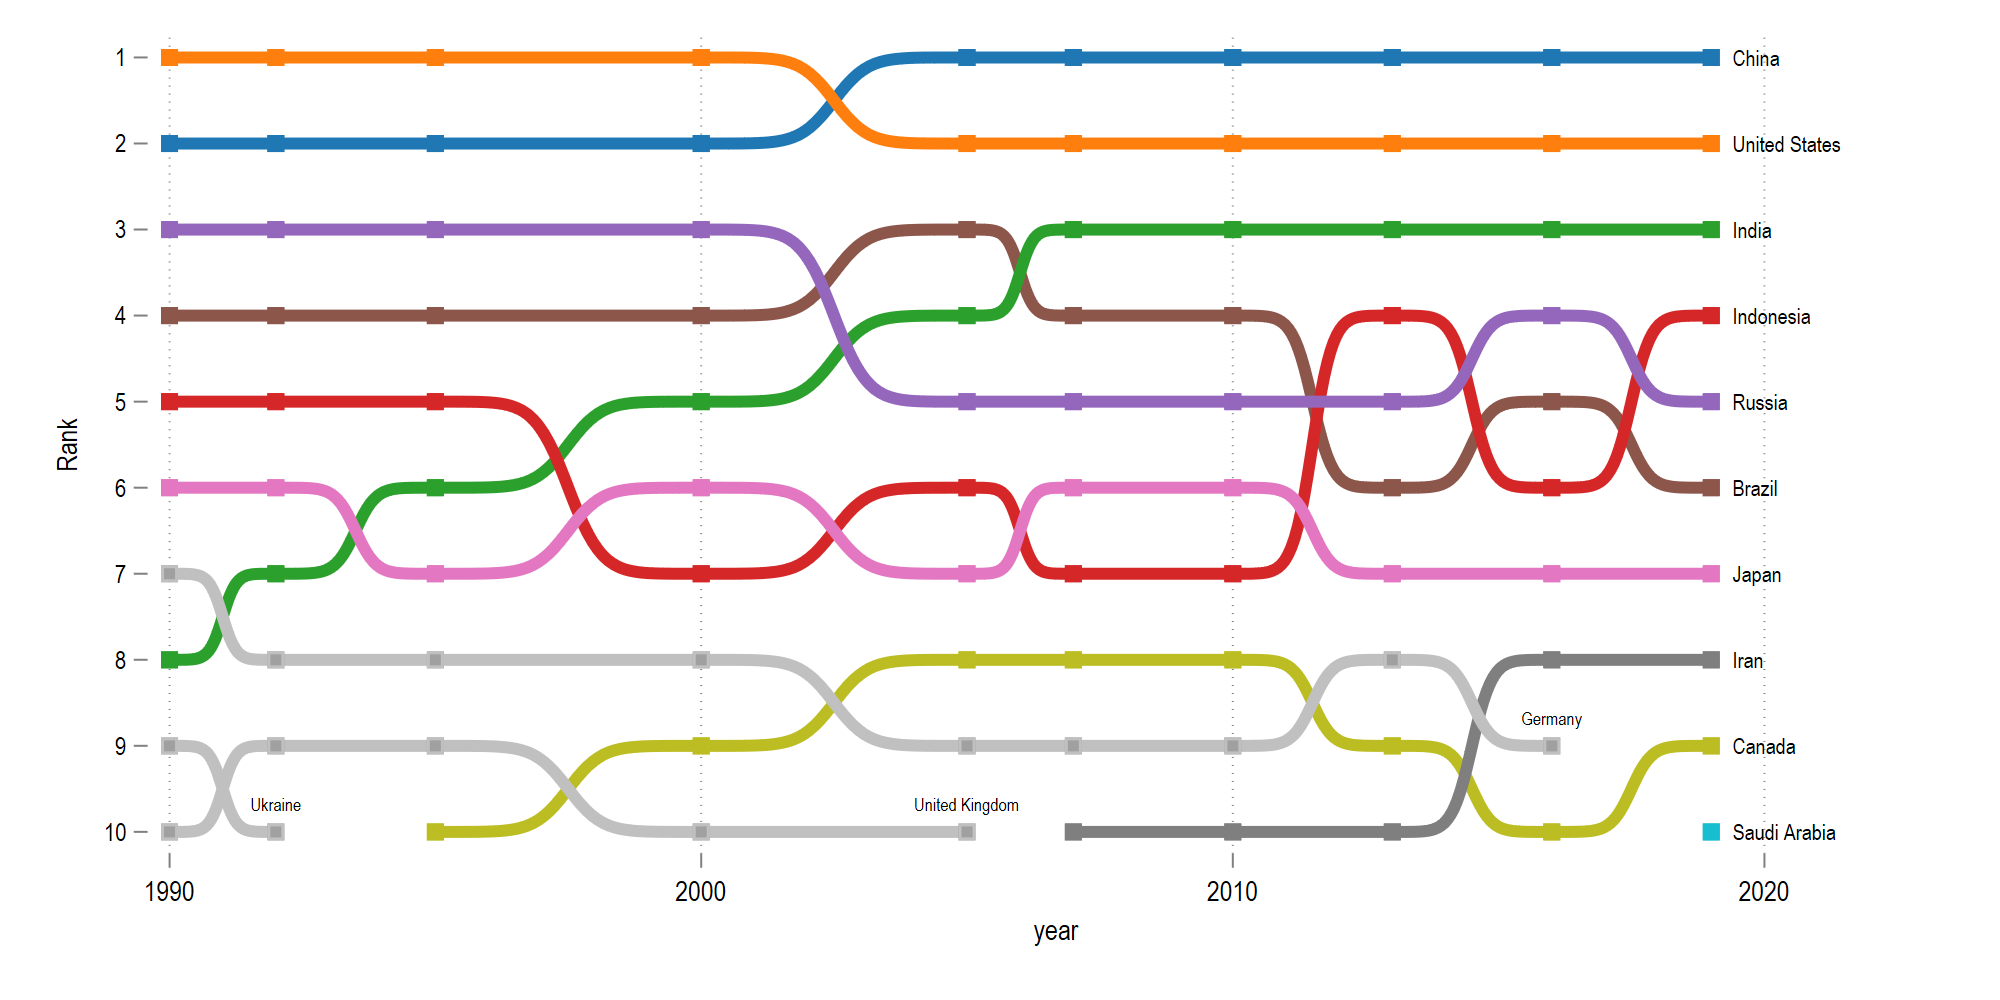 1
China
2
United States
3
India
4
Indonesia
5
Russia
Rank
6
Brazil
7
Japan
8
Iran
Germany
9
Canada
Ukraine
United Kingdom
10
Saudi Arabia
1990
2000
2010
2020
year